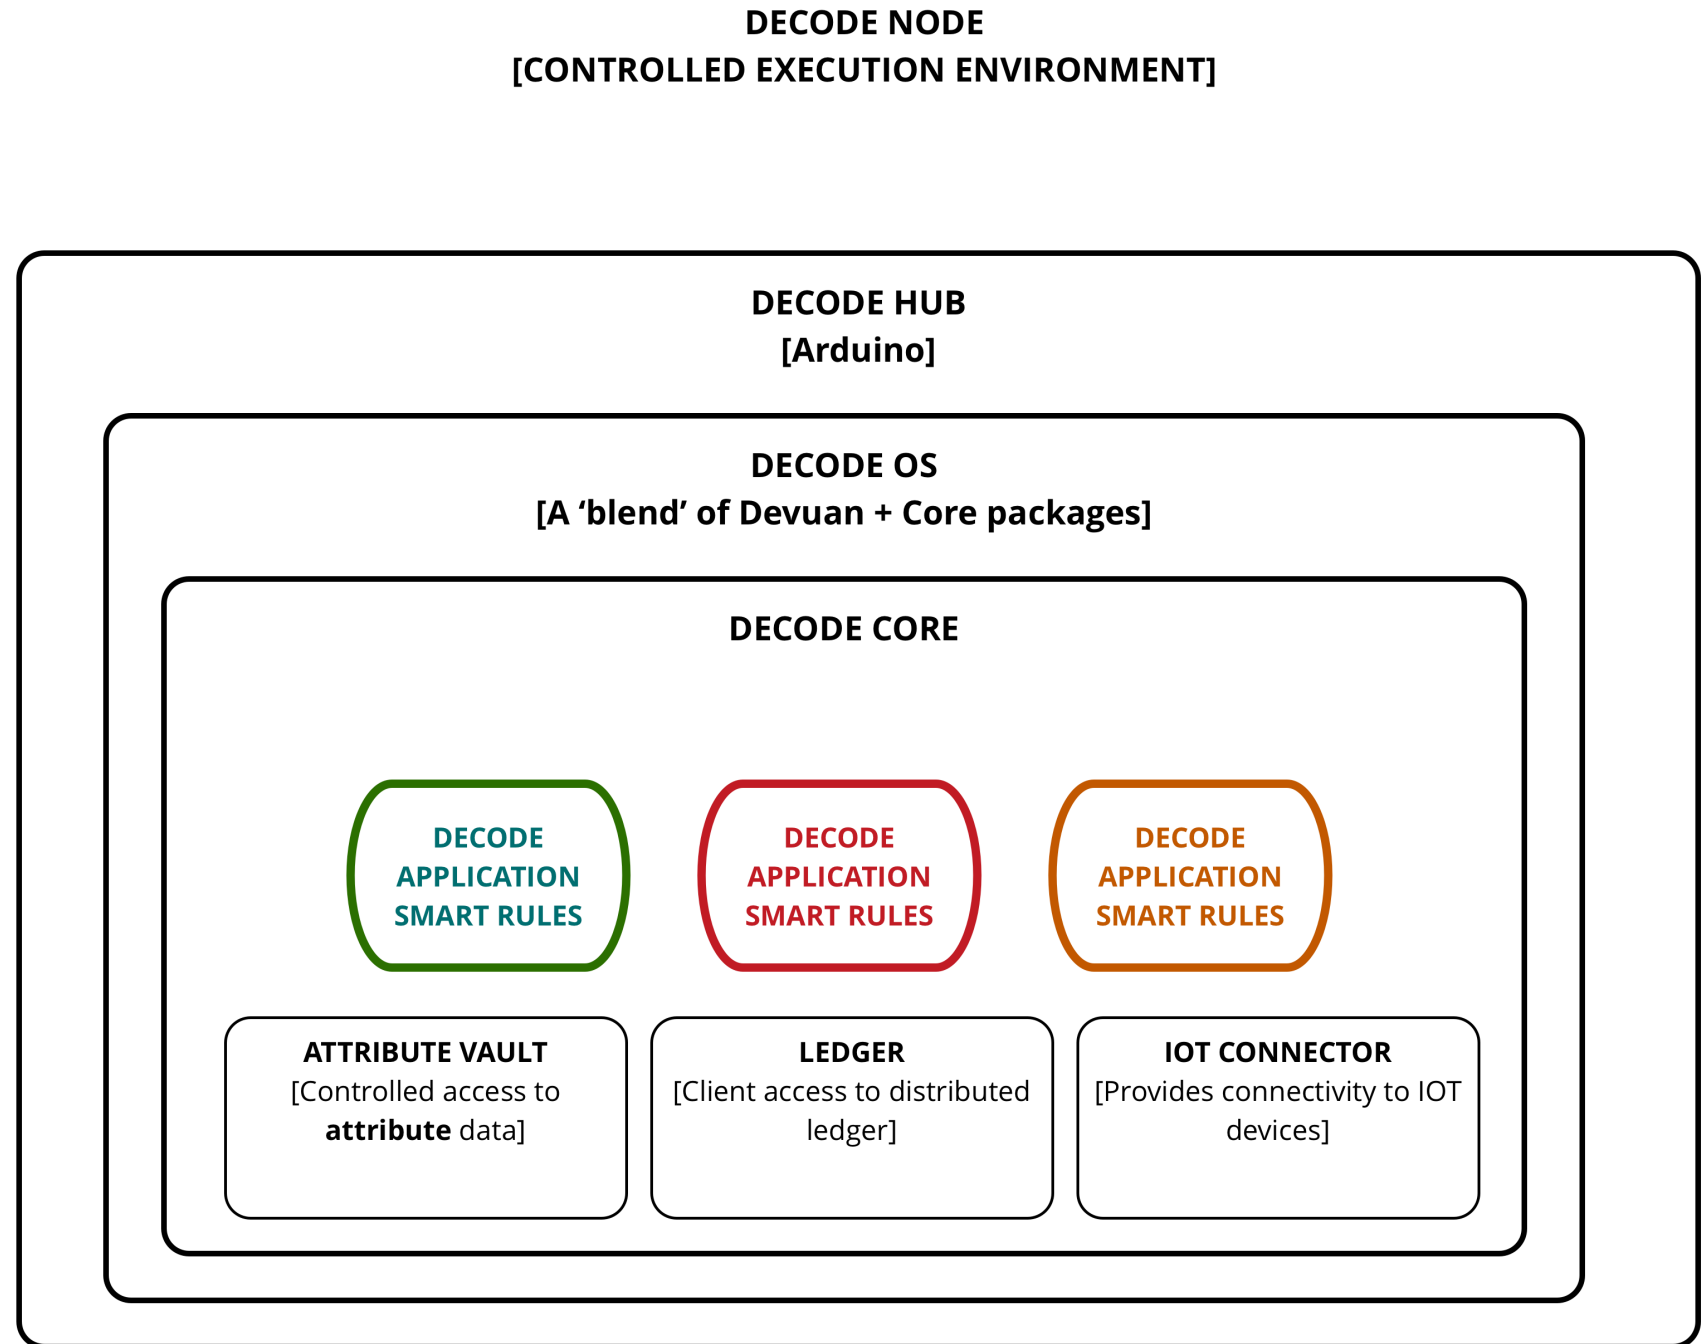 DECODE NODE
[CONTROLLED EXECUTION ENVIRONMENT]
DECODE HUB
[Arduino]
DECODE OS
[A ‘blend’ of Devuan + Core packages]
DECODE CORE
DECODE
APPLICATION
SMART RULES
DECODE
APPLICATION
SMART RULES
DECODE
APPLICATION
SMART RULES
ATTRIBUTE VAULT
[Controlled access to
attribute data]
LEDGER
[Client access to distributed
ledger]
IOT CONNECTOR
[Provides connectivity to IOT
devices]